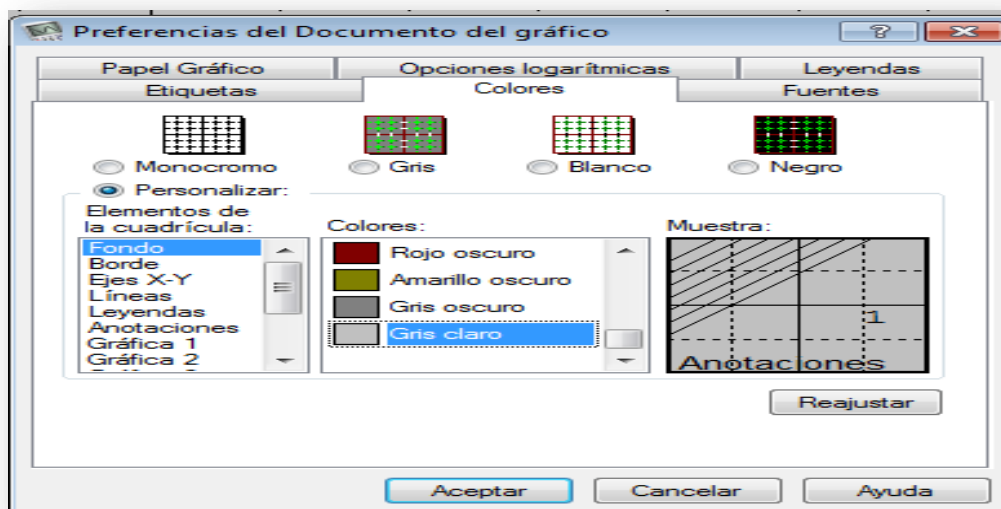 Preferencias del Documento del gráfico
Papel Gráfico
Opciones logarítmicas
Leyendas
Etiquetas
Colores
Fuentes
Monocromo
Gris
Blanco
Negro
Personalizar:
Elementos de
la cuadrícula:
Fondo
Borde
Ejes X-Y
Líneas
Leyendas
Anotaciones
Gráfica 1
Gráfica 2
Colores:
Rojo oscuro
Amarillo oscuro
Gris oscuro
Gris claro
Muestra:
1
Anotaciones
Reajustar
Aceptar
Cancelar
Ayuda